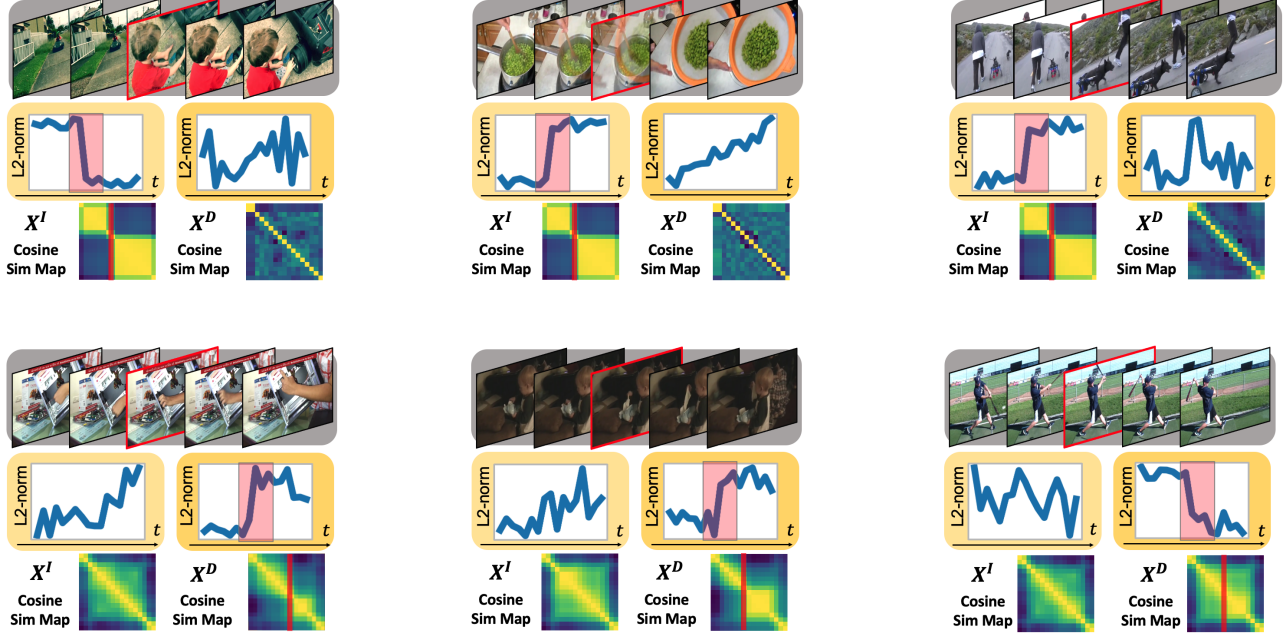 L2-norm
t
L2-norm
t
X^I
Cosine
Sim Map
X^D
Cosine
Sim Map
L2-norm
t
L2-norm
t
X^I
Cosine
Sim Map
X^D
Cosine
Sim Map
L2-norm
t
L2-norm
t
X^I
Cosine
Sim Map
X^D
Cosine
Sim Map
L2-norm
t
L2-norm
t
X^I
Cosine
Sim Map
X^D
Cosine
Sim Map
L2-norm
t
L2-norm
t
X^I
Cosine
Sim Map
X^D
Cosine
Sim Map
L2-norm
t
L2-norm
t
X^I
Cosine
Sim Map
X^D
Cosine
Sim Map